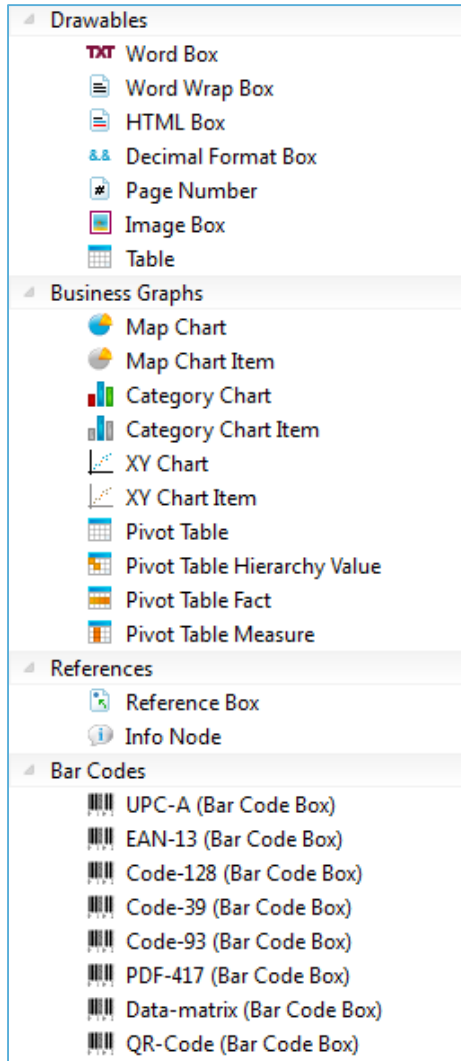 Drawables
TXT Word Box
Word Wrap Box
HTML Box
&.& Decimal Format Box
# Page Number
Image Box
Table
Business Graphs
Map Chart
Map Chart Item
Category Chart
Category Chart Item
XY Chart
XY Chart Item
Pivot Table
Pivot Table Hierarchy Value
Pivot Table Fact
Pivot Table Measure
References
Reference Box
i Info Node
Bar Codes
UPC-A (Bar Code Box)
EAN-13 (Bar Code Box)
Code-128 (Bar Code Box)
Code-39 (Bar Code Box)
Code-93 (Bar Code Box)
PDF-417 (Bar Code Box)
Data-matrix (Bar Code Box)
QR-Code (Bar Code Box)